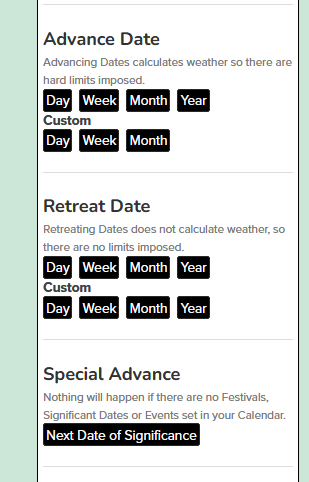 Advance Date
Advancing Dates calculates weather so there are
hard limits imposed.
Day Week Month Year
Custom
Day Week Month
Retreat Date
Retreating Dates does not calculate weather, so
there are no limits imposed.
Day Week Month Year
Custom
Day Week Month Year
Special Advance
Nothing will happen if there are no Festivals,
Significant Dates or Events set in your Calendar.
Next Date of Significance